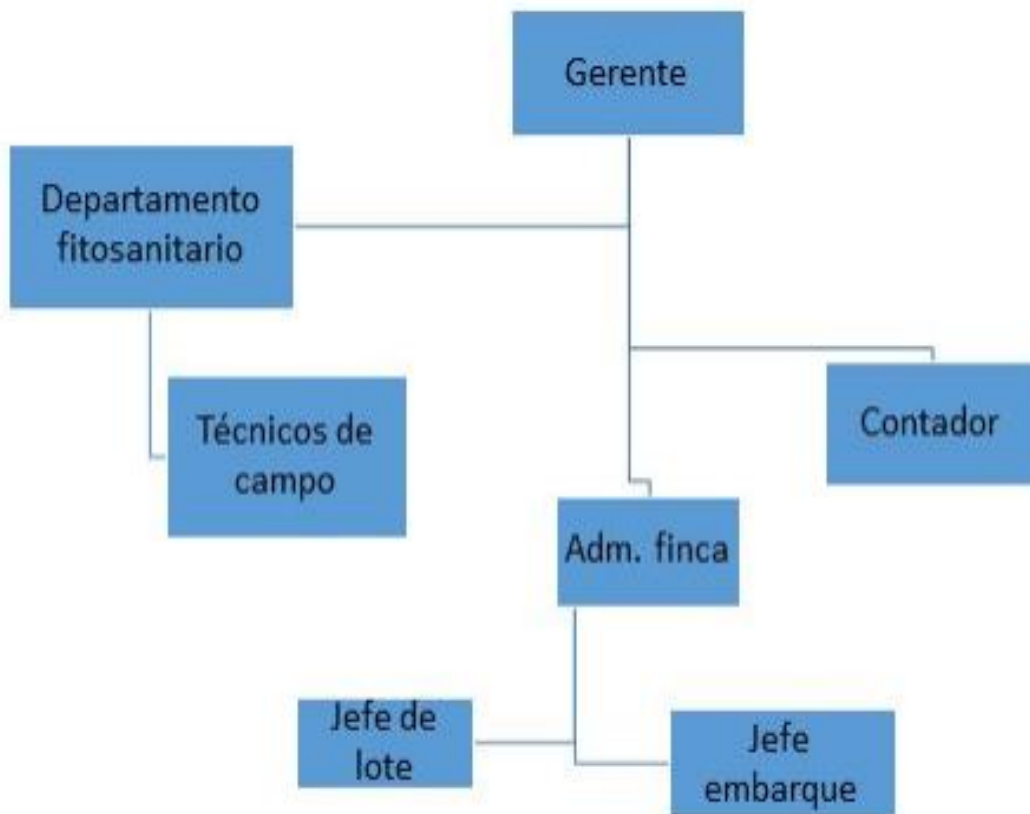 Gerente
Departamento
fitosanitario
Técnicos de
campo
Contador
Adm. finca
Jefe de
lote
Jefe
embarque